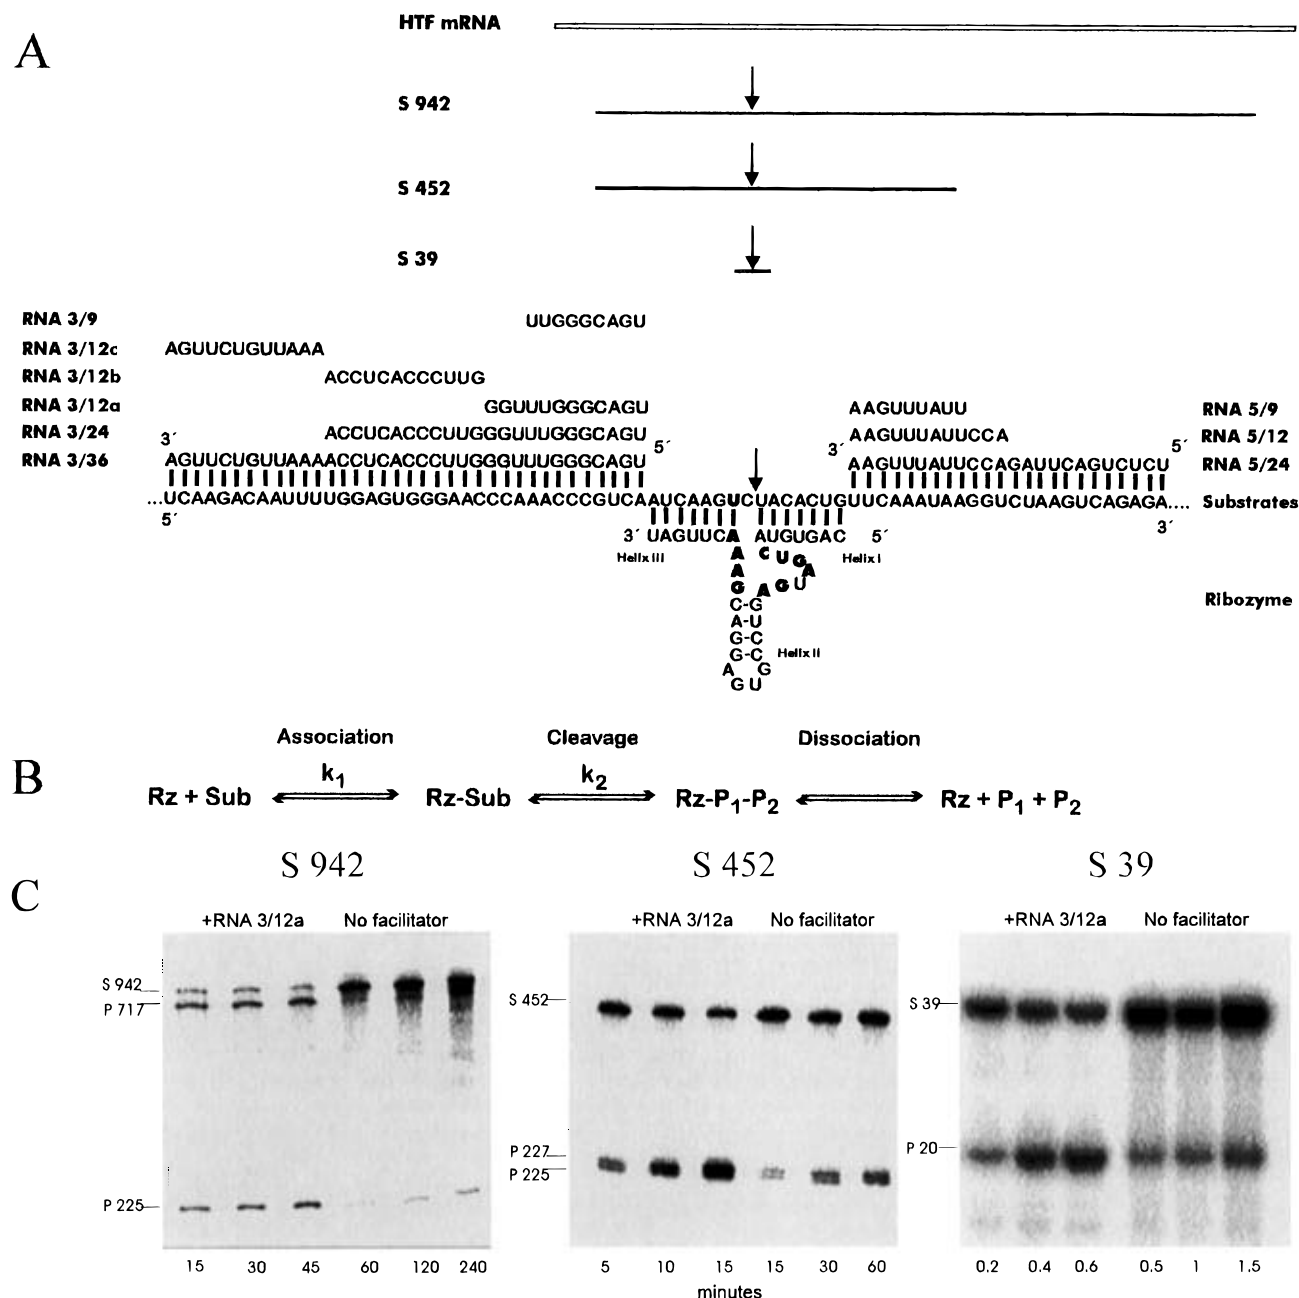 A
HTF mRNA
S 942
S 452
S 39
RNA 3/9 UUGGGCAGU
RNA 3/12c AGUUCUGUUAAA
RNA 3/12b ACCUCACCCUUG
RNA 3/12a GGUUUGGGCAGU AAGUUUAUU RNA 5/9
RNA 3/24 3´ ACCUCACCCUUGGGUUUGGGCAGU 5´ AAGUUUAUUCCA RNA 5/12
RNA 3/36 AGUUCUGUUAAAACCUCACCCUUGGGUUUGGGCAGU 3´ AAGUUUAUUCCAGAUUCAGUCUCU 5´ RNA 5/24
...UCAAGACAAUUUUGGAGUGGGAACCCAAACCCGUCAAUCAAGUCUACACUGUUCAAAUAAGGUCUAAGUCAGAGA.... Substrates
5´ 3´
3´ UAGUUCA AUGUGAC 5´
Helix III A C U G A Helix I
A U
G A G
C-G Ribozyme
A-U
G-C
G-C Helix II
A G
G U
B
Association Cleavage Dissociation
k1 k2
Rz + Sub Rz-Sub Rz-P1-P2 Rz + P1 + P2
C
S 942 S 452 S 39
+RNA 3/12a No facilitator +RNA 3/12a No facilitator +RNA 3/12a No facilitator
S 942
P 717
P 225
S 452
P 227
P 225
S 39
P 20
15 30 45 60 120 240 5 10 15 15 30 60 0.2 0.4 0.6 0.5 1 1.5
minutes